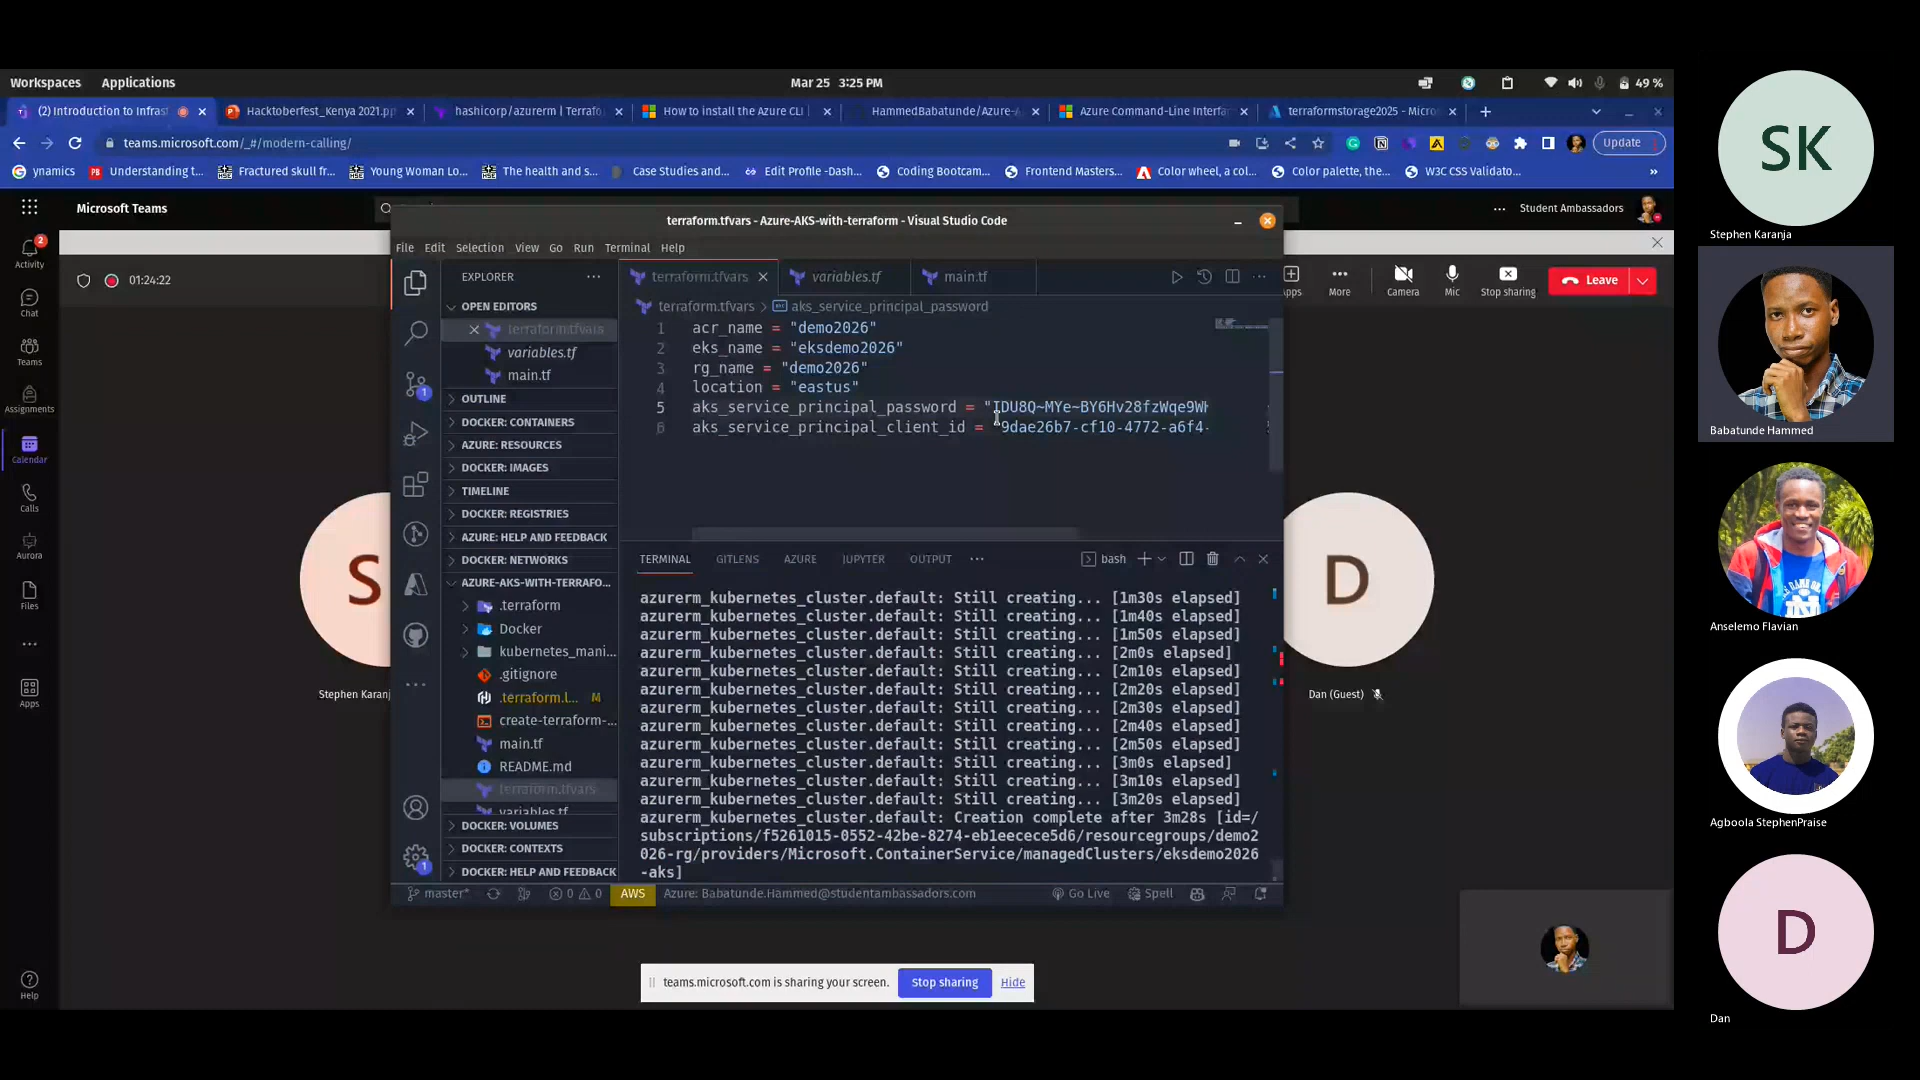 Workspaces Applications Mar 25 3:25 PM 49 %
(2) Introduction to Infras Hacktoberfest_Kenya 2021.pp hashicorp/azurerm | Terrafo How to install the Azure CLI HammedBabatunde/Azure-A Azure Command-Line Interfa terraformstorage2025 - Micro
teams.microsoft.com/_#/modern-calling/ Update
ynamics Understanding t... Fractured skull fr... Young Woman Lo... The health and s... Case Studies and... Edit Profile -Dash... Coding Bootcam... Frontend Masters... Color wheel, a col... Color palette, the... W3C CSS Validato... »
Microsoft Teams Student Ambassadors
terraform.tfvars - Azure-AKS-with-terraform - Visual Studio Code
File Edit Selection View Go Run Terminal Help
01:24:22
Apps More Camera Mic Stop sharing Leave
2
Activity
Chat
Teams
Assignments
Calendar
Calls
Aurora
Files
Apps
Help
EXPLORER
OPEN EDITORS
terraform.tfvars
variables.tf
main.tf
OUTLINE
DOCKER: CONTAINERS
AZURE: RESOURCES
DOCKER: IMAGES
TIMELINE
DOCKER: REGISTRIES
AZURE: HELP AND FEEDBACK
DOCKER: NETWORKS
AZURE-AKS-WITH-TERRAFO...
.terraform
Docker
kubernetes_mani...
.gitignore
.terraform.l... M
create-terraform-...
main.tf
README.md
terraform.tfvars
variables.tf
DOCKER: VOLUMES
DOCKER: CONTEXTS
DOCKER: HELP AND FEEDBACK
1
1
terraform.tfvars variables.tf main.tf
terraform.tfvars > aks_service_principal_password
1 acr_name = "demo2026"
2 eks_name = "eksdemo2026"
3 rg_name = "demo2026"
4 location = "eastus"
5 aks_service_principal_password = "IDU8Q~MYe~BY6Hv28fzWqe9W
6 aks_service_principal_client_id = "9dae26b7-cf10-4772-a6f4-
TERMINAL GITLENS AZURE JUPYTER OUTPUT ... bash
azurerm_kubernetes_cluster.default: Still creating... [1m30s elapsed]
azurerm_kubernetes_cluster.default: Still creating... [1m40s elapsed]
azurerm_kubernetes_cluster.default: Still creating... [1m50s elapsed]
azurerm_kubernetes_cluster.default: Still creating... [2m0s elapsed]
azurerm_kubernetes_cluster.default: Still creating... [2m10s elapsed]
azurerm_kubernetes_cluster.default: Still creating... [2m20s elapsed]
azurerm_kubernetes_cluster.default: Still creating... [2m30s elapsed]
azurerm_kubernetes_cluster.default: Still creating... [2m40s elapsed]
azurerm_kubernetes_cluster.default: Still creating... [2m50s elapsed]
azurerm_kubernetes_cluster.default: Still creating... [3m0s elapsed]
azurerm_kubernetes_cluster.default: Still creating... [3m10s elapsed]
azurerm_kubernetes_cluster.default: Still creating... [3m20s elapsed]
azurerm_kubernetes_cluster.default: Creation complete after 3m28s [id=/
subscriptions/f5261015-0552-42be-8274-eb1eecece5d6/resourcegroups/demo2
026-rg/providers/Microsoft.ContainerService/managedClusters/eksdemo2026
-aks]
master* 0 0 AWS Azure: Babatunde.Hammed@studentambassadors.com Go Live Spell
S
Stephen Karanj
D
Dan (Guest)
teams.microsoft.com is sharing your screen. Stop sharing Hide
SK
Stephen Karanja
Babatunde Hammed
Anselemo Flavian
Agboola StephenPraise
D
Dan